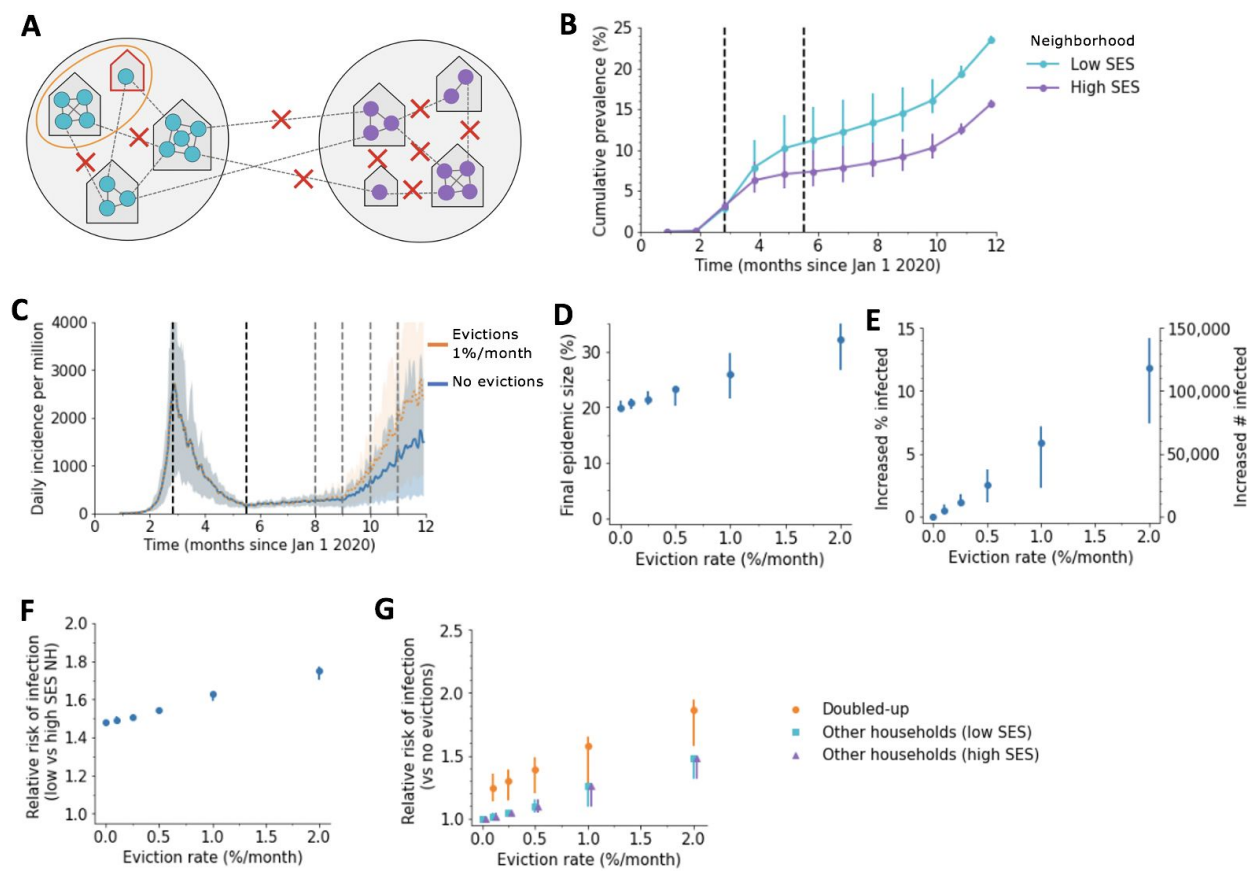 A
B
Cumulative prevalence (%)
25
20
15
10
5
0
0 2 4 6 8 10 12
Time (months since Jan 1 2020)
Neighborhood
Low SES
High SES
C
Daily incidence per million
4000
3000
2000
1000
0
0 2 4 6 8 10 12
Time (months since Jan 1 2020)
Evictions
1%/month
No evictions
D
Final epidemic size (%)
30
20
10
0
0.0 0.5 1.0 1.5 2.0
Eviction rate (%/month)
E
Increased % infected
15
10
5
0
0.0 0.5 1.0 1.5 2.0
Eviction rate (%/month)
150,000
100,000
50,000
0
Increased # infected
F
Relative risk of infection
(low vs high SES NH)
2.0
1.8
1.6
1.4
1.2
1.0
0.0 0.5 1.0 1.5 2.0
Eviction rate (%/month)
G
Relative risk of infection
(vs no evictions)
2.5
2.0
1.5
1.0
0.0 0.5 1.0 1.5 2.0
Eviction rate (%/month)
Doubled-up
Other households (low SES)
Other households (high SES)